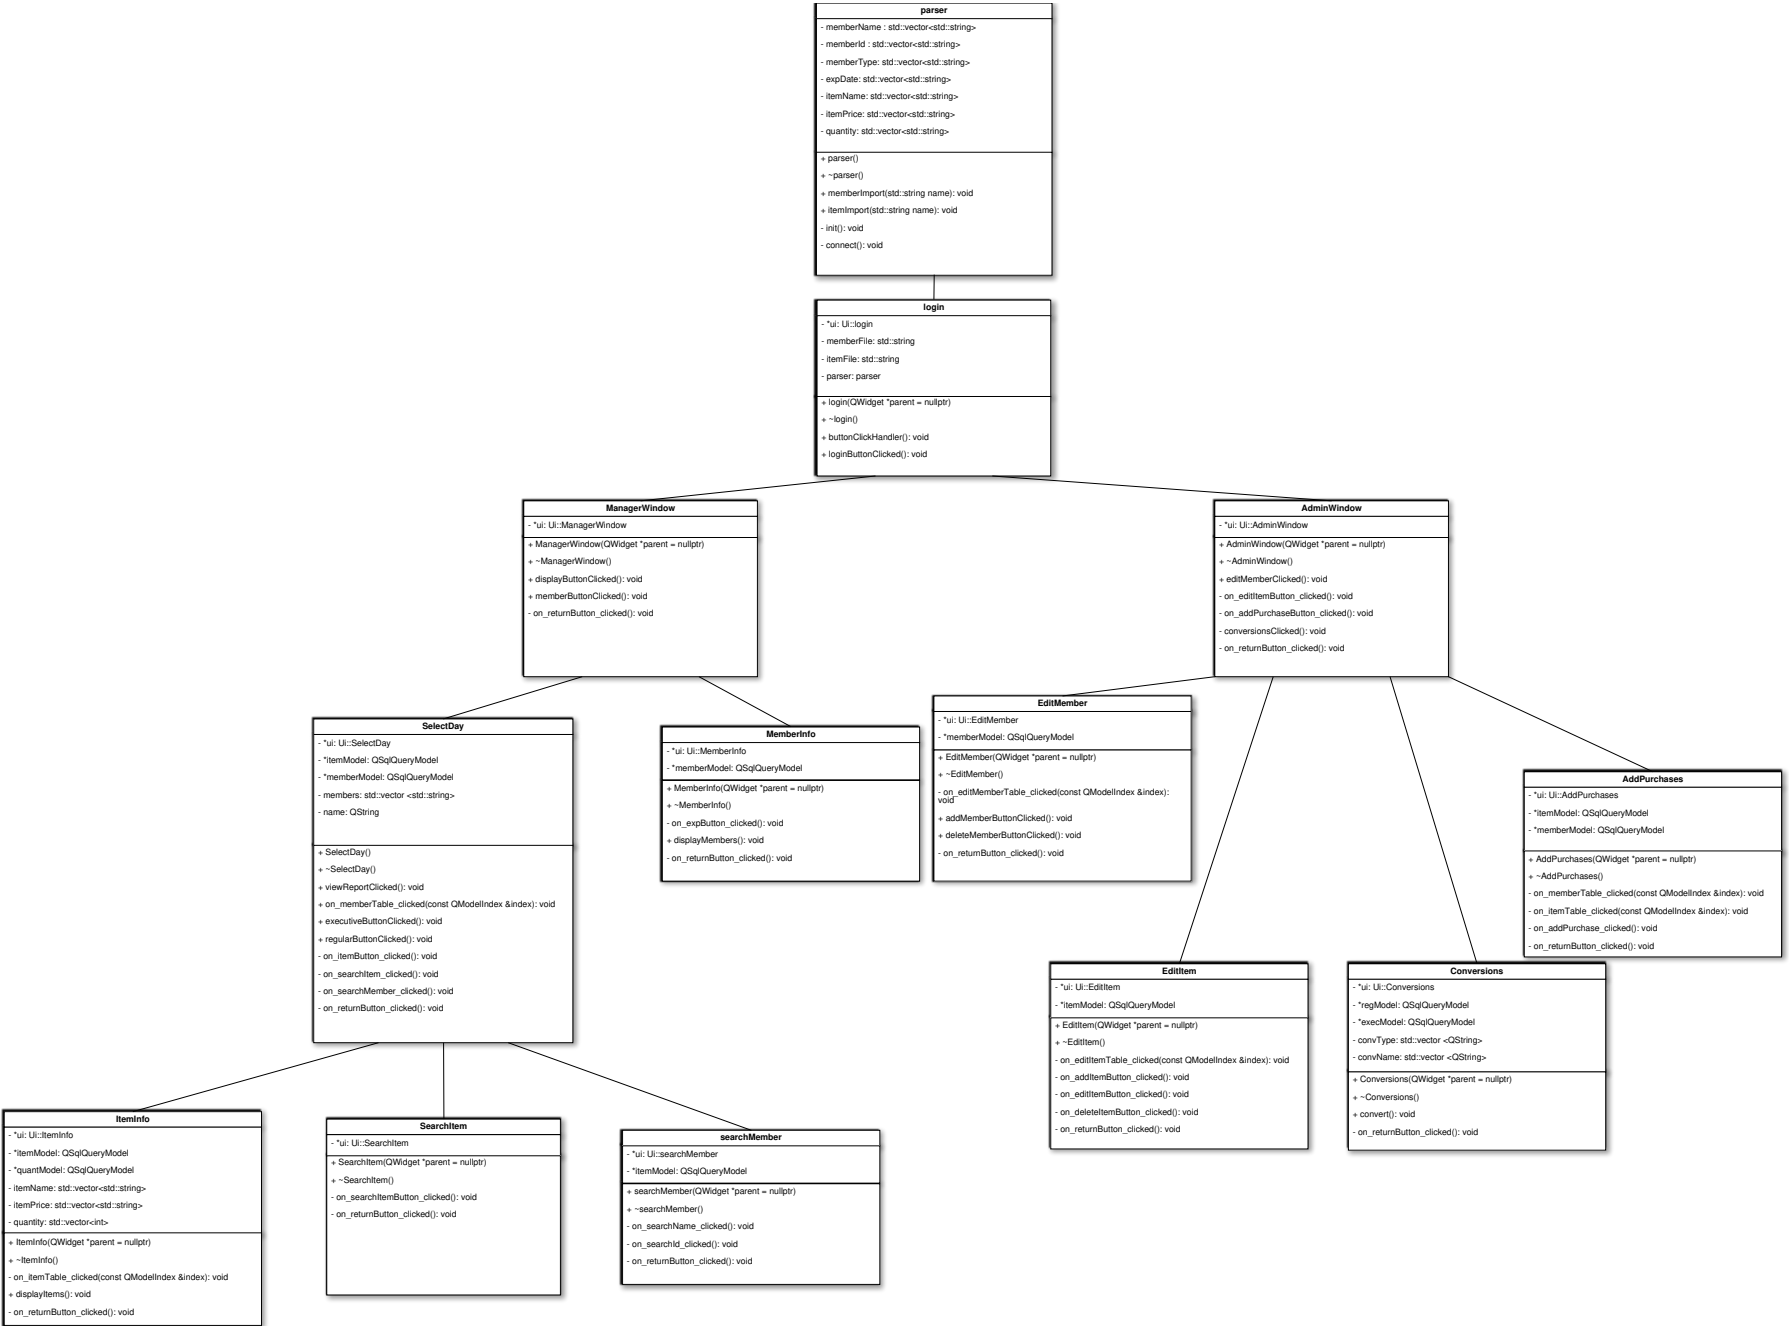 parser
- memberName : std::vector<std::string>
- memberId : std::vector<std::string>
- memberType: std::vector<std::string>
- expDate: std::vector<std::string>
- itemName: std::vector<std::string>
- itemPrice: std::vector<std::string>
- quantity: std::vector<std::string>
+ parser()
+ ~parser()
+ memberImport(std::string name): void
+ itemImport(std::string name): void
- init(): void
- connect(): void
login
- *ui: Ui::login
- memberFile: std::string
- itemFile: std::string
- parser: parser
+ login(QWidget *parent = nullptr)
+ ~login()
+ buttonClickHandler(): void
+ loginButtonClicked(): void
ManagerWindow
- *ui: Ui::ManagerWindow
+ ManagerWindow(QWidget *parent = nullptr)
+ ~ManagerWindow()
+ displayButtonClicked(): void
+ memberButtonClicked(): void
- on_returnButton_clicked(): void
AdminWindow
- *ui: Ui::AdminWindow
+ AdminWindow(QWidget *parent = nullptr)
+ ~AdminWindow()
+ editMemberClicked(): void
- on_editItemButton_clicked(): void
- on_addPurchaseButton_clicked(): void
- conversionsClicked(): void
- on_returnButton_clicked(): void
SelectDay
- *ui: Ui::SelectDay
- *itemModel: QSqlQueryModel
- *memberModel: QSqlQueryModel
- members: std::vector <std::string>
- name: QString
+ SelectDay()
+ ~SelectDay()
+ viewReportClicked(): void
+ on_memberTable_clicked(const QModelIndex &index): void
+ executiveButtonClicked(): void
+ regularButtonClicked(): void
- on_itemButton_clicked(): void
- on_searchItem_clicked(): void
- on_searchMember_clicked(): void
- on_returnButton_clicked(): void
MemberInfo
- *ui: Ui::MemberInfo
- *memberModel: QSqlQueryModel
+ MemberInfo(QWidget *parent = nullptr)
+ ~MemberInfo()
- on_expButton_clicked(): void
+ displayMembers(): void
- on_returnButton_clicked(): void
EditMember
- *ui: Ui::EditMember
- *memberModel: QSqlQueryModel
+ EditMember(QWidget *parent = nullptr)
+ ~EditMember()
- on_editMemberTable_clicked(const QModelIndex &index):
void
+ addMemberButtonClicked(): void
+ deleteMemberButtonClicked(): void
- on_returnButton_clicked(): void
AddPurchases
- *ui: Ui::AddPurchases
- *itemModel: QSqlQueryModel
- *memberModel: QSqlQueryModel
+ AddPurchases(QWidget *parent = nullptr)
+ ~AddPurchases()
- on_memberTable_clicked(const QModelIndex &index): void
- on_itemTable_clicked(const QModelIndex &index): void
- on_addPurchase_clicked(): void
- on_returnButton_clicked(): void
EditItem
- *ui: Ui::EditItem
- *itemModel: QSqlQueryModel
+ EditItem(QWidget *parent = nullptr)
+ ~EditItem()
- on_editItemTable_clicked(const QModelIndex &index): void
- on_addItemButton_clicked(): void
- on_editItemButton_clicked(): void
- on_deleteItemButton_clicked(): void
- on_returnButton_clicked(): void
Conversions
- *ui: Ui::Conversions
- *regModel: QSqlQueryModel
- *execModel: QSqlQueryModel
- convType: std::vector <QString>
- convName: std::vector <QString>
+ Conversions(QWidget *parent = nullptr)
+ ~Conversions()
+ convert(): void
- on_returnButton_clicked(): void
ItemInfo
- *ui: Ui::ItemInfo
- *itemModel: QSqlQueryModel
- *quantModel: QSqlQueryModel
- itemName: std::vector<std::string>
- itemPrice: std::vector<std::string>
- quantity: std::vector<int>
+ ItemInfo(QWidget *parent = nullptr)
+ ~ItemInfo()
- on_itemTable_clicked(const QModelIndex &index): void
+ displayItems(): void
- on_returnButton_clicked(): void
SearchItem
- *ui: Ui::SearchItem
+ SearchItem(QWidget *parent = nullptr)
+ ~SearchItem()
- on_searchItemButton_clicked(): void
- on_returnButton_clicked(): void
searchMember
- *ui: Ui::searchMember
- *itemModel: QSqlQueryModel
+ searchMember(QWidget *parent = nullptr)
+ ~searchMember()
- on_searchName_clicked(): void
- on_searchId_clicked(): void
- on_returnButton_clicked(): void